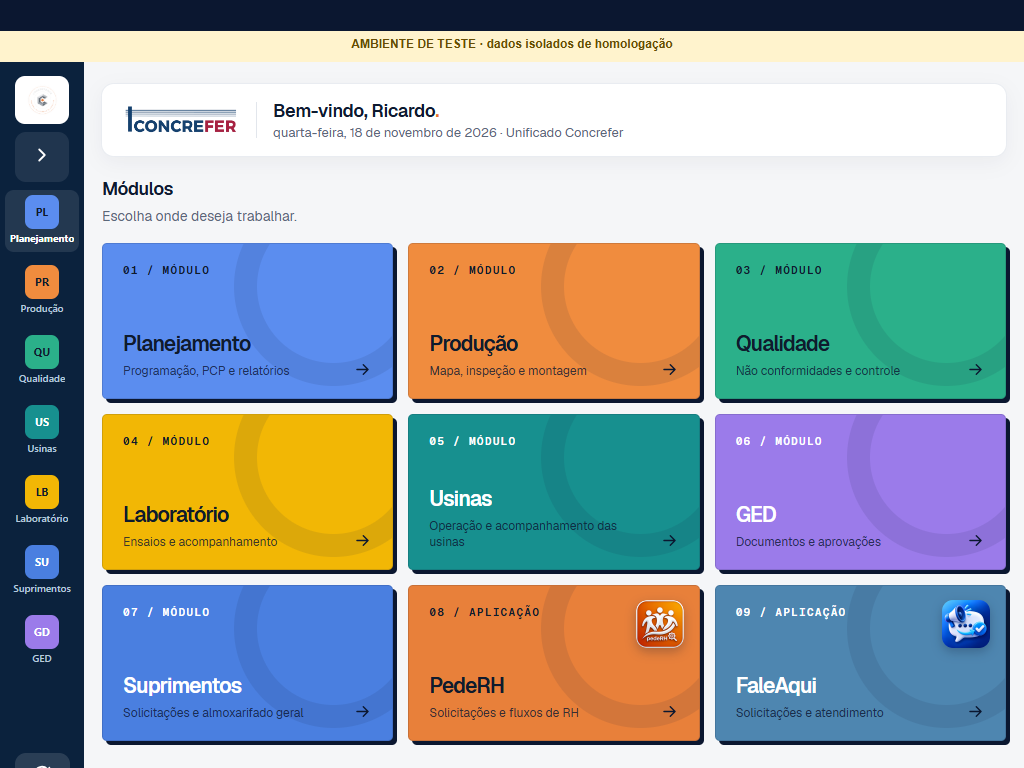 AMBIENTE DE TESTE · dados isolados de homologação
CONCREFER
Bem-vindo, Ricardo.
quarta-feira, 18 de novembro de 2026 · Unificado Concrefer
PL
Planejamento
PR
Produção
QU
Qualidade
US
Usinas
LB
Laboratório
SU
Suprimentos
GD
GED
Módulos
Escolha onde deseja trabalhar.
01 / MÓDULO
Planejamento
Programação, PCP e relatórios
02 / MÓDULO
Produção
Mapa, inspeção e montagem
03 / MÓDULO
Qualidade
Não conformidades e controle
04 / MÓDULO
Laboratório
Ensaios e acompanhamento
05 / MÓDULO
Usinas
Operação e acompanhamento das
usinas
06 / MÓDULO
GED
Documentos e aprovações
07 / MÓDULO
Suprimentos
Solicitações e almoxarifado geral
08 / APLICAÇÃO
pedeRH
PedeRH
Solicitações e fluxos de RH
09 / APLICAÇÃO
FaleAqui
Solicitações e atendimento